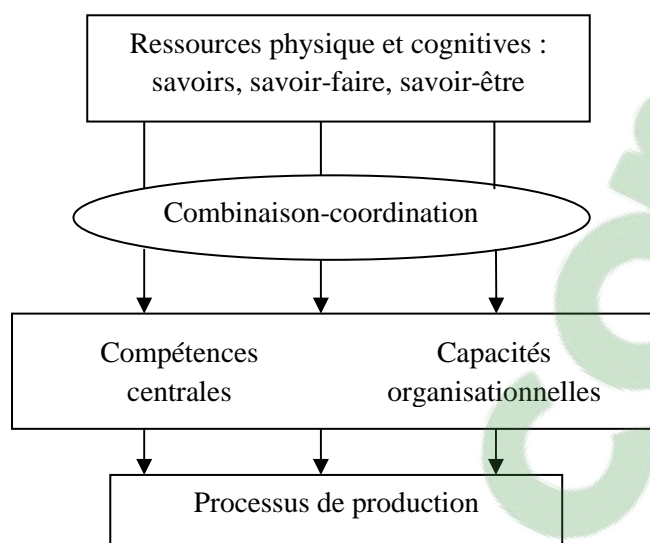 Ressources physique et cognitives :
savoirs, savoir-faire, savoir-être
Combinaison-coordination
Compétences centrales
Capacités organisationnelles
Processus de production